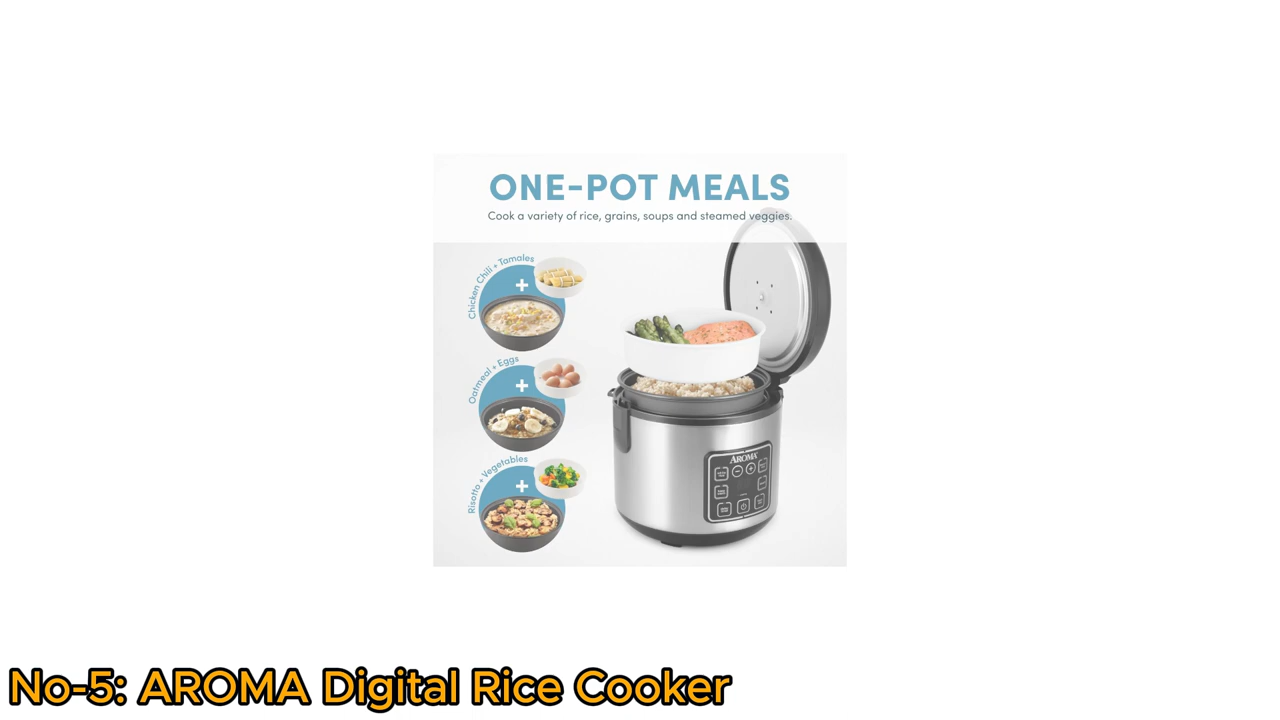 ONE-POT MEALS
Cook a variety of rice, grains, soups and steamed veggies.
Chicken Chili + Tamales
+
Oatmeal + Eggs
+
Risotto + Vegetables
+
AROMA
No-5: AROMA Digital Rice Cooker